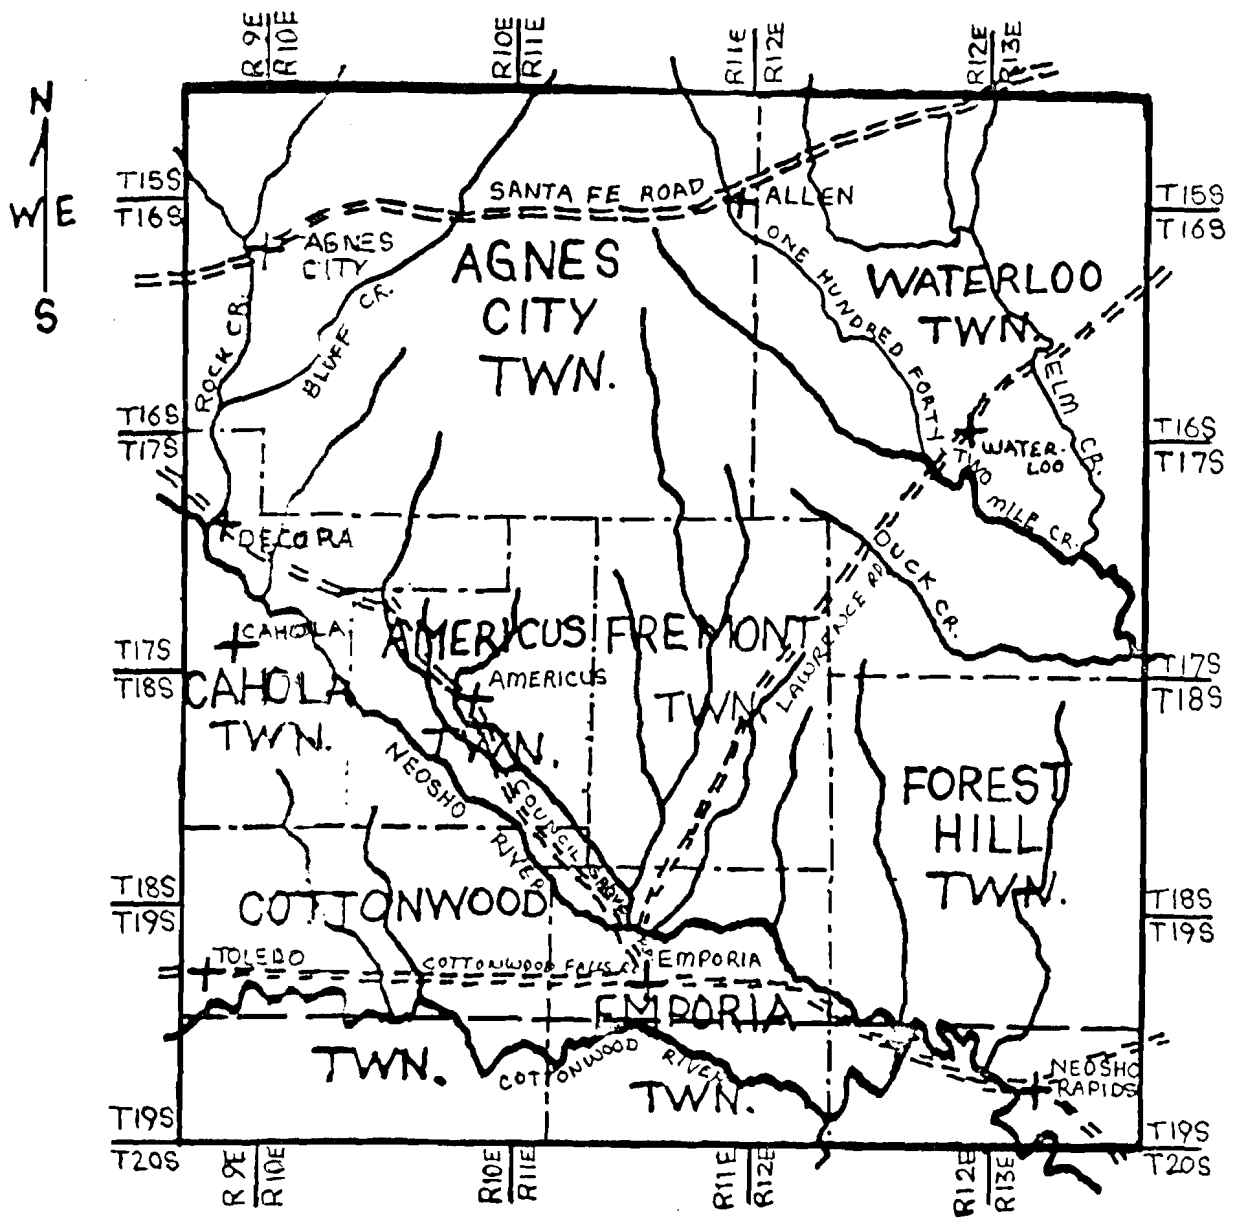 R 9E
R10E
R10E
R11E
R11E
R12E
R12E
R13E
N
W E
S
T15S
T16S
T15S
T16S
SANTA FE ROAD
ALLEN
AGNES
CITY
AGNES
CITY
TWN.
WATERLOO
TWN.
ONE HUNDRED FORTY TWO MILE CR.
ROCK CR.
BLUFF CR.
ELM CR.
T16S
T17S
T16S
T17S
WATER-
LOO
DECORA
DUCK CR.
LAWRENCE RD.
CAHOLA
AMERICUS
TWN.
FREMONT
TWN.
T17S
T18S
T17S
T18S
CAHOLA
TWN.
AMERICUS
NEOSHO RIVER
COUNCIL GROVE
FOREST
HILL
TWN.
T18S
T19S
T18S
T19S
COTTONWOOD
TWN.
TOLEDO
COTTONWOOD FALLS
EMPORIA
EMPORIA
TWN.
COTTONWOOD RIVER
NEOSHO
RAPIDS
T19S
T20S
T19S
T20S
R 9E
R10E
R10E
R11E
R11E
R12E
R12E
R13E